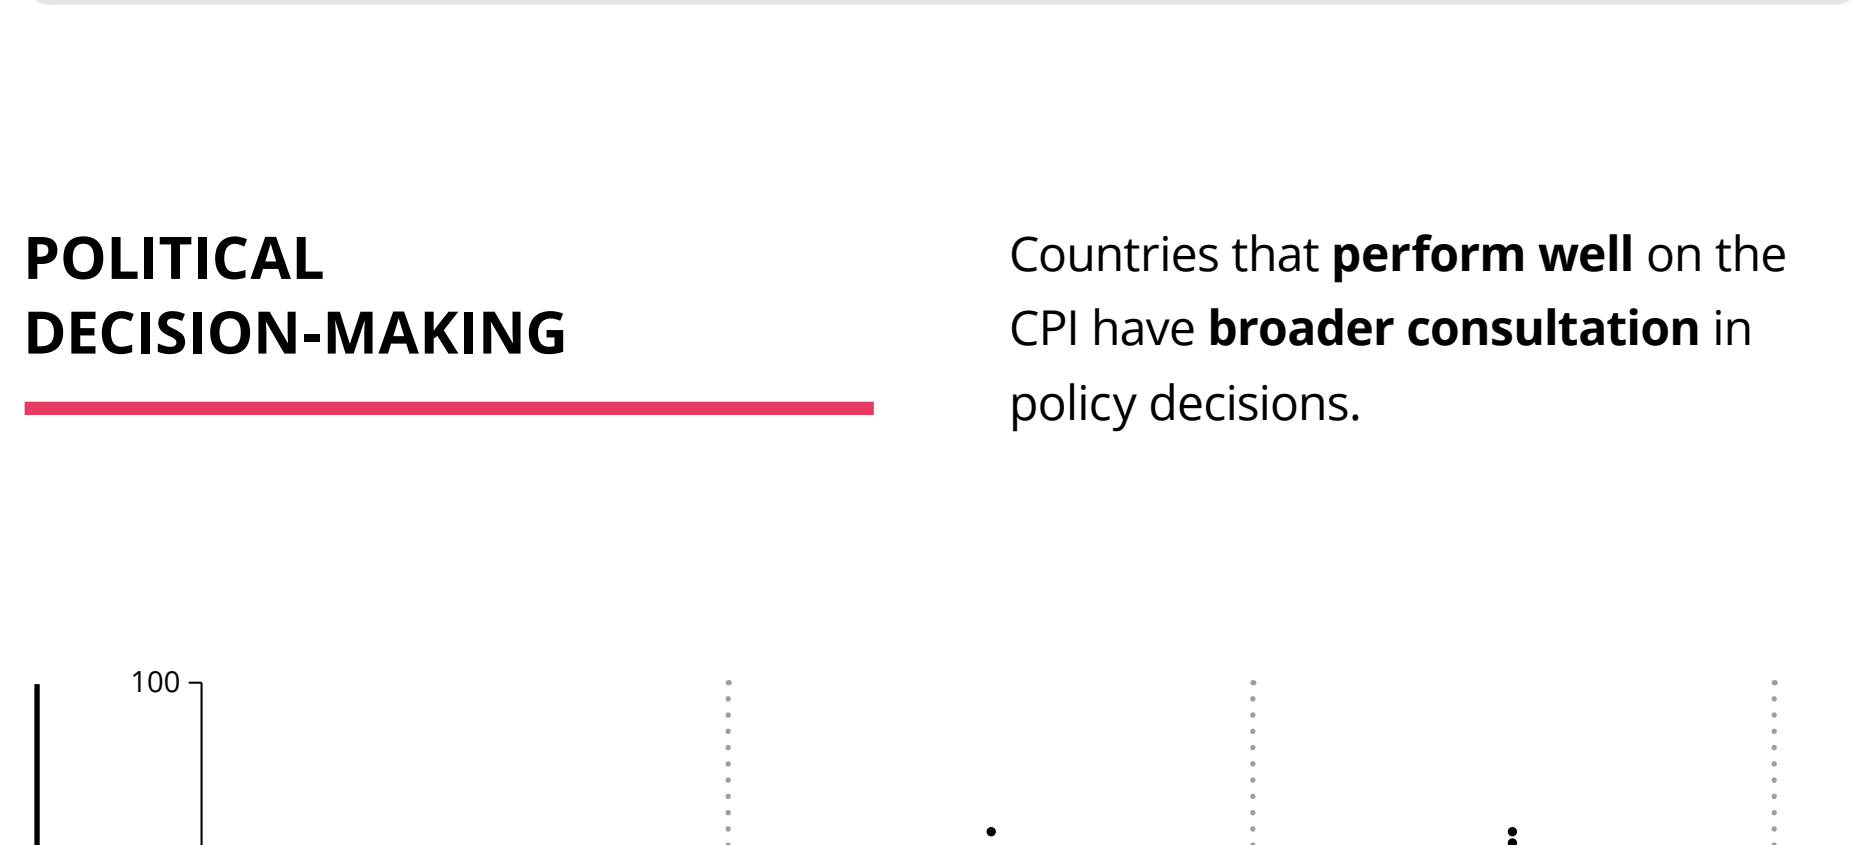 POLITICAL
DECISION-MAKING
Countries that perform well on the
CPI have broader consultation in
policy decisions.
100